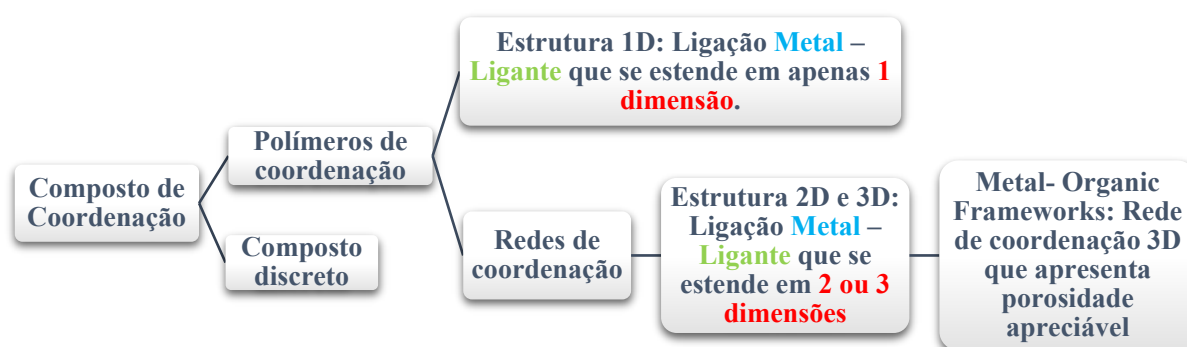 Composto de
Coordenação
Polímeros de
coordenação
Composto
discreto
Estrutura 1D: Ligação Metal –
Ligante que se estende em apenas 1
dimensão.
Redes de
coordenação
Estrutura 2D e 3D:
Ligação Metal –
Ligante que se
estende em 2 ou 3
dimensões
Metal- Organic
Frameworks: Rede
de coordenação 3D
que apresenta
porosidade
apreciável